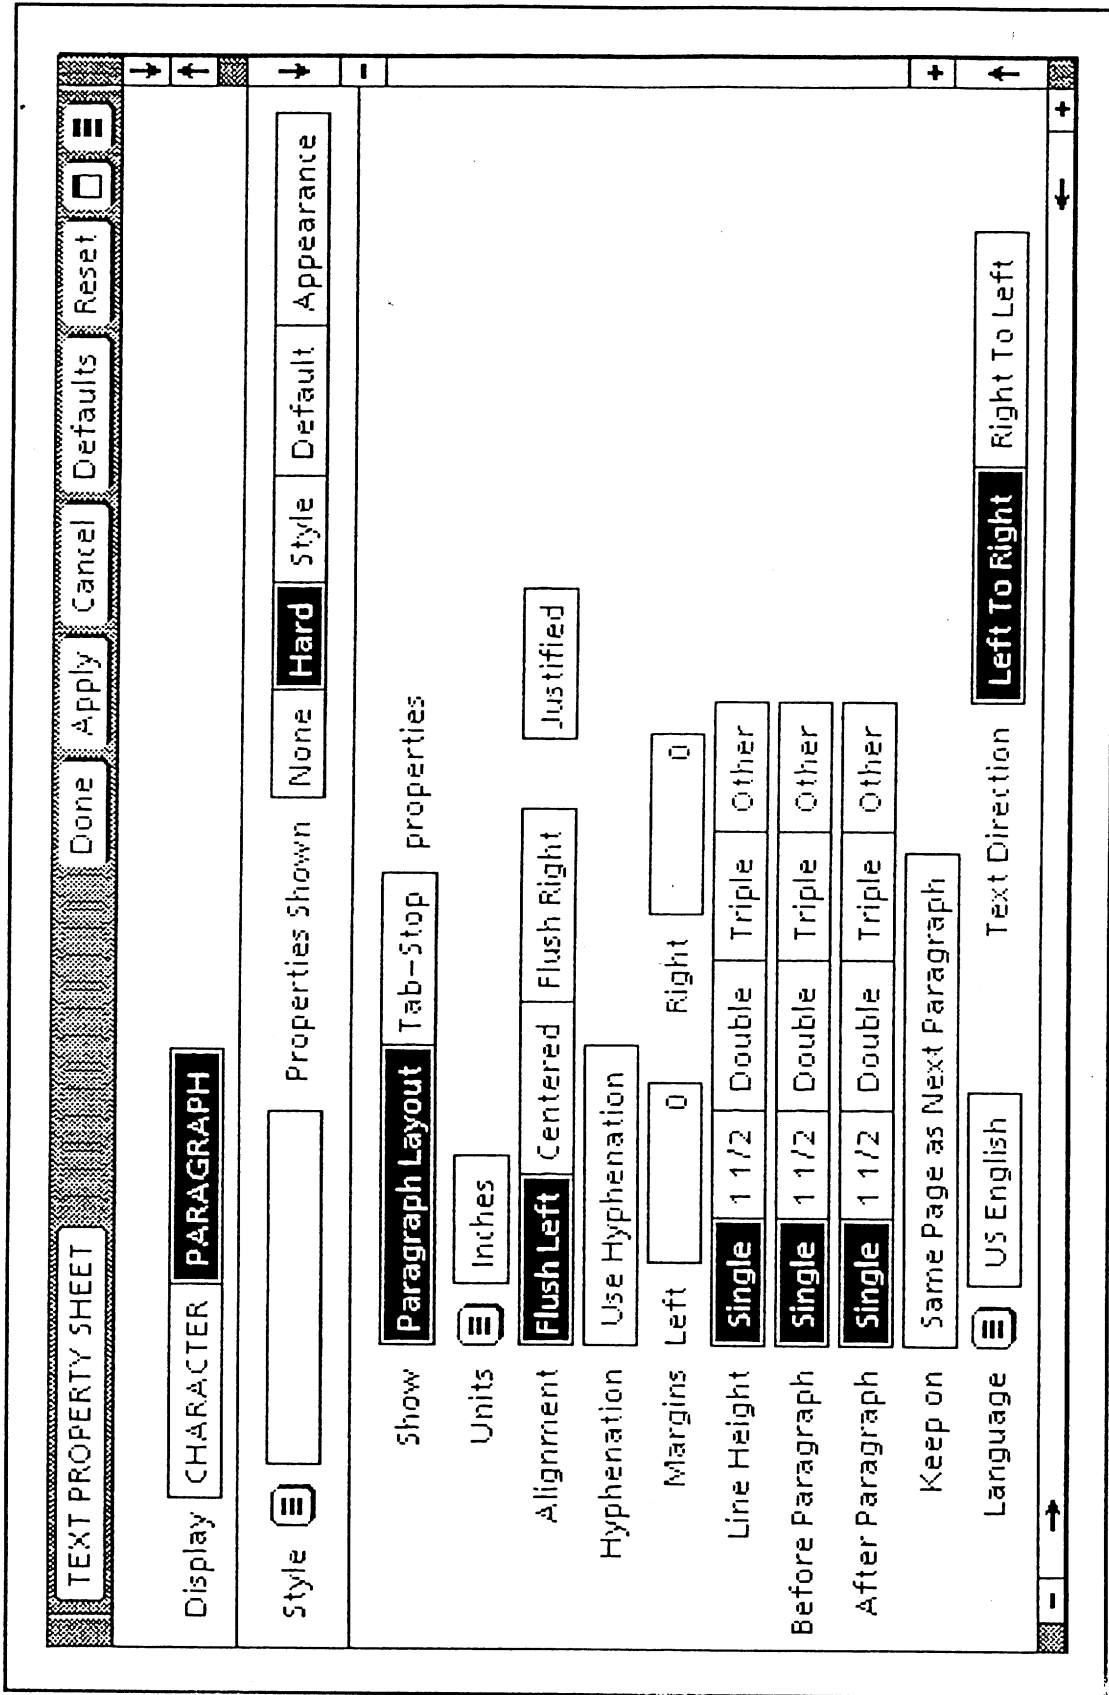 TEXT PROPERTY SHEET Done Apply Cancel Defaults Reset
Display CHARACTER PARAGRAPH
Style Properties Shown None Hard Style Default Appearance
Show Paragraph Layout Tab-Stop properties
Units Inches
Alignment Flush Left Centered Flush Right Justified
Hyphenation Use Hyphenation
Margins Left 0 Right 0
Line Height Single 1 1/2 Double Triple Other
Before Paragraph Single 1 1/2 Double Triple Other
After Paragraph Single 1 1/2 Double Triple Other
Keep on Same Page as Next Paragraph
Language US English Text Direction Left To Right Right To Left